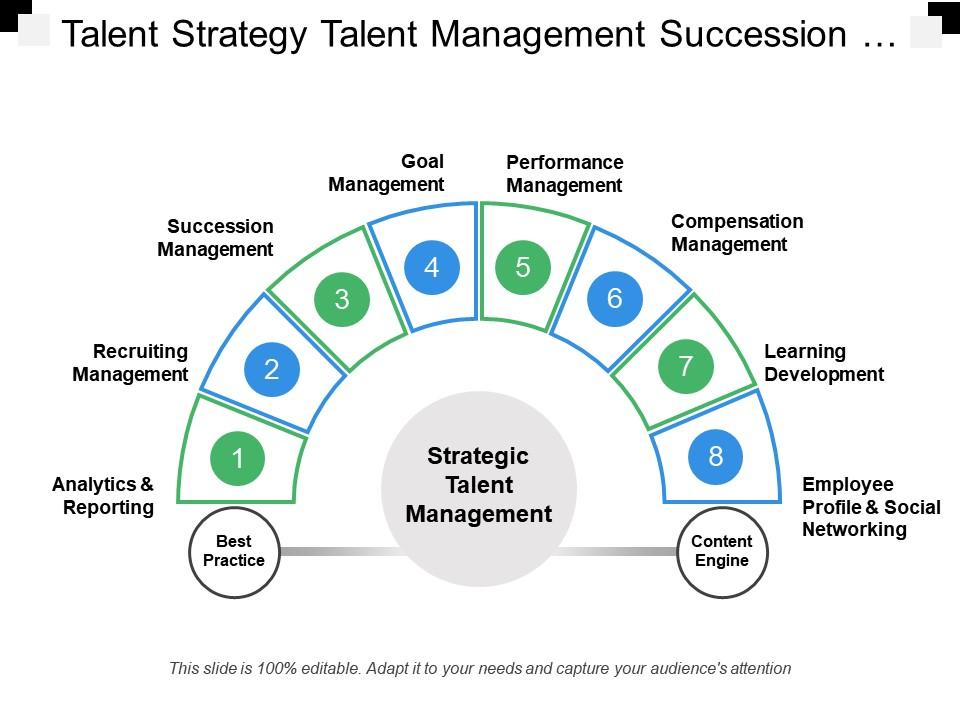 Talent Strategy Talent Management Succession ...
Goal
Management
Performance
Management
Succession
Management
Compensation
Management
Recruiting
Management
Learning
Development
Analytics &
Reporting
Employee
Profile & Social
Networking
1
2
3
4
5
6
7
8
Strategic
Talent
Management
Best
Practice
Content
Engine
This slide is 100% editable. Adapt it to your needs and capture your audience's attention